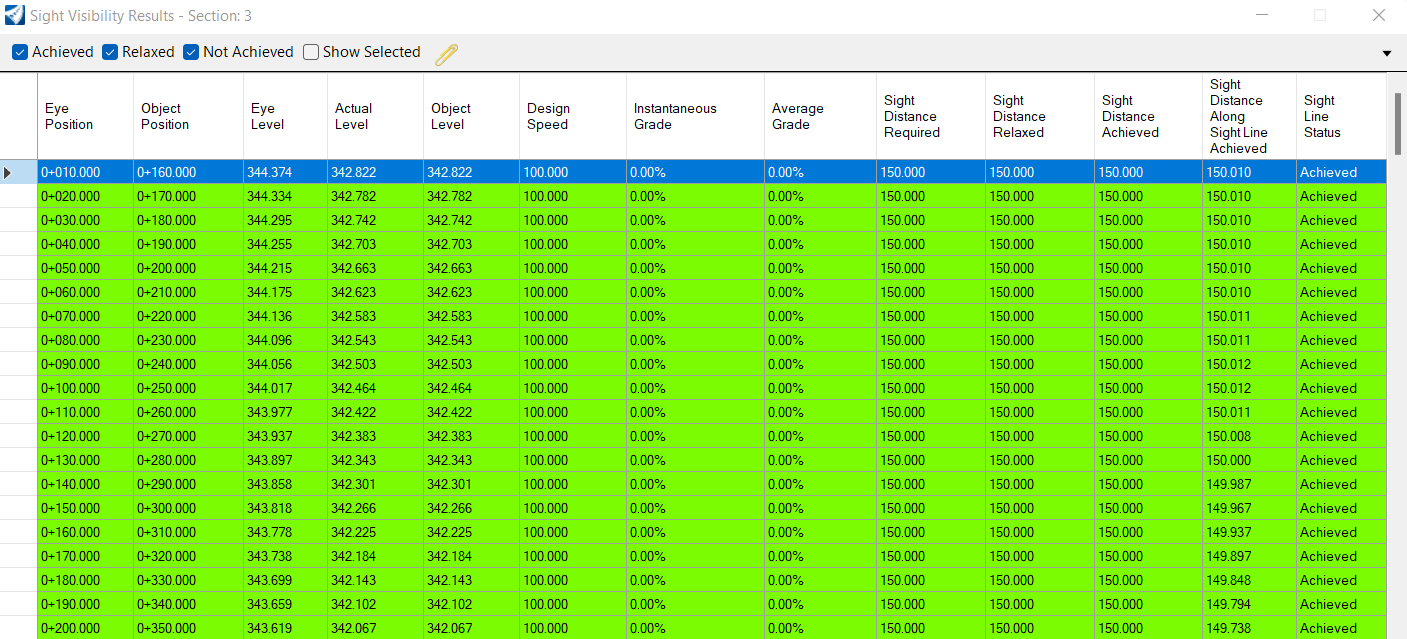 Sight Visibility Results - Section: 3
Achieved Relaxed Not Achieved Show Selected
Eye Position Object Position Eye Level Actual Level Object Level Design Speed Instantaneous Grade Average Grade Sight Distance Required Sight Distance Relaxed Sight Distance Achieved Sight Distance Along Sight Line Achieved Sight Line Status
0+010.000 0+160.000 344.374 342.822 342.822 100.000 0.00% 0.00% 150.000 150.000 150.000 150.010 Achieved
0+020.000 0+170.000 344.334 342.782 342.782 100.000 0.00% 0.00% 150.000 150.000 150.000 150.010 Achieved
0+030.000 0+180.000 344.295 342.742 342.742 100.000 0.00% 0.00% 150.000 150.000 150.000 150.010 Achieved
0+040.000 0+190.000 344.255 342.703 342.703 100.000 0.00% 0.00% 150.000 150.000 150.000 150.010 Achieved
0+050.000 0+200.000 344.215 342.663 342.663 100.000 0.00% 0.00% 150.000 150.000 150.000 150.010 Achieved
0+060.000 0+210.000 344.175 342.623 342.623 100.000 0.00% 0.00% 150.000 150.000 150.000 150.010 Achieved
0+070.000 0+220.000 344.136 342.583 342.583 100.000 0.00% 0.00% 150.000 150.000 150.000 150.011 Achieved
0+080.000 0+230.000 344.096 342.543 342.543 100.000 0.00% 0.00% 150.000 150.000 150.000 150.011 Achieved
0+090.000 0+240.000 344.056 342.503 342.503 100.000 0.00% 0.00% 150.000 150.000 150.000 150.012 Achieved
0+100.000 0+250.000 344.017 342.464 342.464 100.000 0.00% 0.00% 150.000 150.000 150.000 150.012 Achieved
0+110.000 0+260.000 343.977 342.422 342.422 100.000 0.00% 0.00% 150.000 150.000 150.000 150.011 Achieved
0+120.000 0+270.000 343.937 342.383 342.383 100.000 0.00% 0.00% 150.000 150.000 150.000 150.008 Achieved
0+130.000 0+280.000 343.897 342.343 342.343 100.000 0.00% 0.00% 150.000 150.000 150.000 150.000 Achieved
0+140.000 0+290.000 343.858 342.301 342.301 100.000 0.00% 0.00% 150.000 150.000 150.000 149.987 Achieved
0+150.000 0+300.000 343.818 342.266 342.266 100.000 0.00% 0.00% 150.000 150.000 150.000 149.967 Achieved
0+160.000 0+310.000 343.778 342.225 342.225 100.000 0.00% 0.00% 150.000 150.000 150.000 149.937 Achieved
0+170.000 0+320.000 343.738 342.184 342.184 100.000 0.00% 0.00% 150.000 150.000 150.000 149.897 Achieved
0+180.000 0+330.000 343.699 342.143 342.143 100.000 0.00% 0.00% 150.000 150.000 150.000 149.848 Achieved
0+190.000 0+340.000 343.659 342.102 342.102 100.000 0.00% 0.00% 150.000 150.000 150.000 149.794 Achieved
0+200.000 0+350.000 343.619 342.067 342.067 100.000 0.00% 0.00% 150.000 150.000 150.000 149.738 Achieved